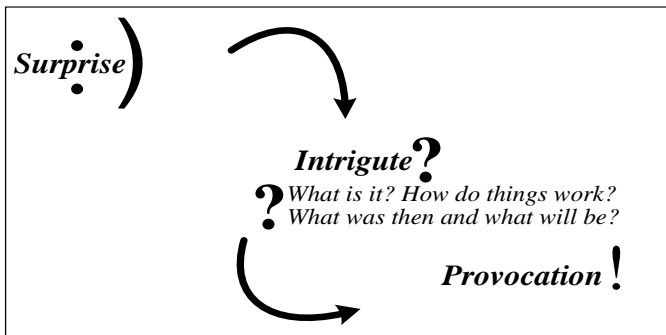 Surprise :)
Intrigute ?
? What is it? How do things work?
What was then and what will be?
Provocation !